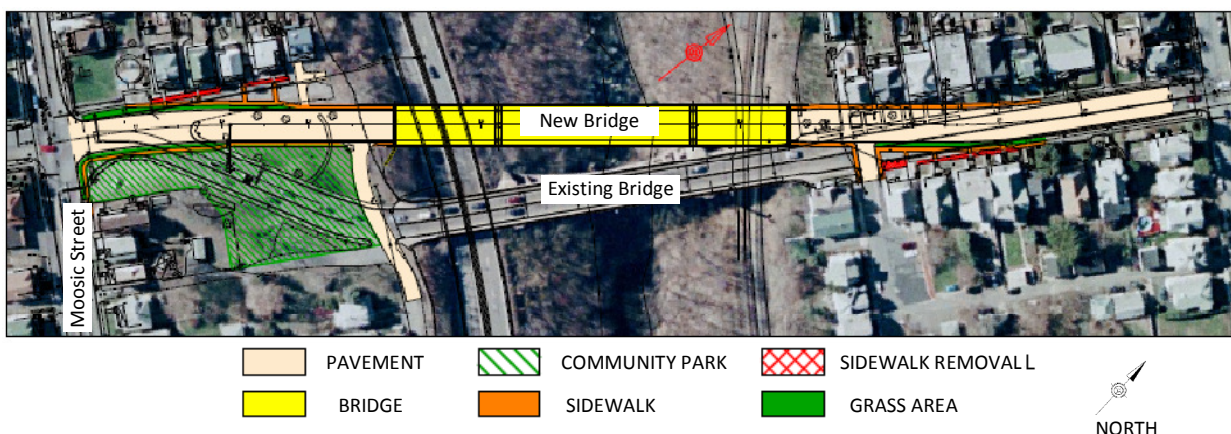 New Bridge
Existing Bridge
Moosic Street
PAVEMENT
COMMUNITY PARK
SIDEWALK REMOVAL L
BRIDGE
SIDEWALK
GRASS AREA
NORTH